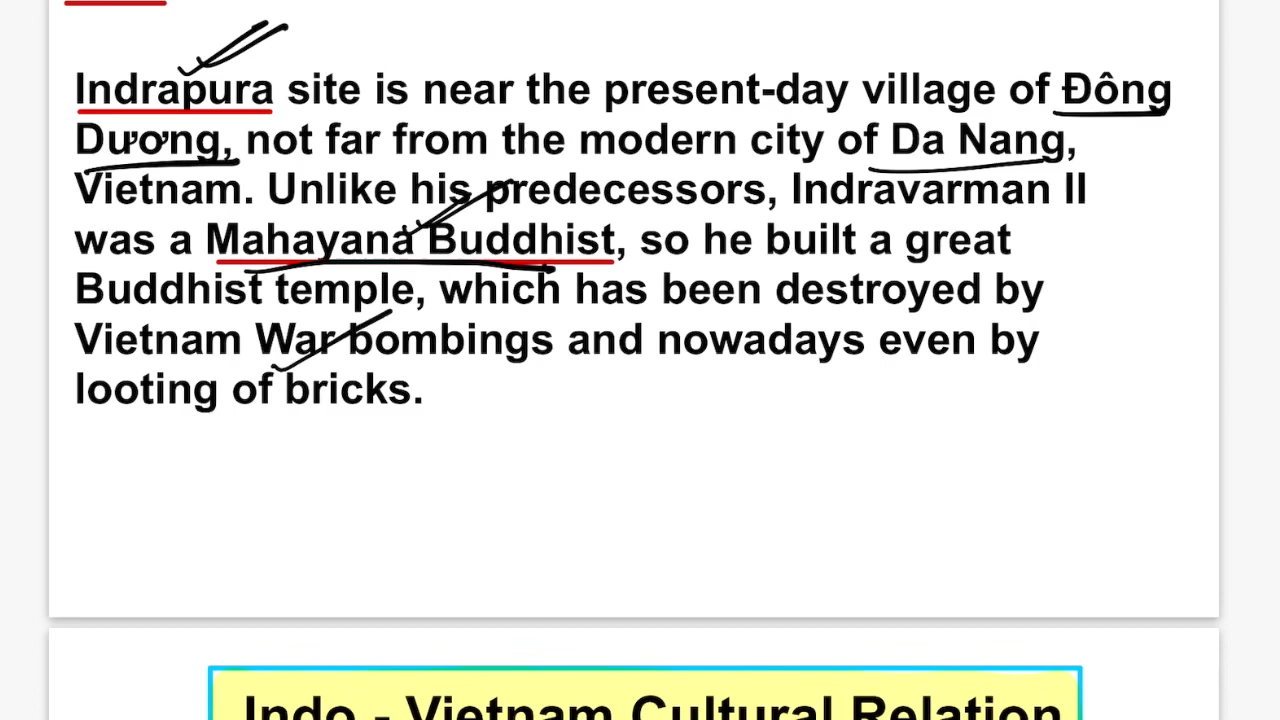 Indrapura site is near the present-day village of Đông
Dương, not far from the modern city of Da Nang,
Vietnam. Unlike his predecessors, Indravarman II
was a Mahayana Buddhist, so he built a great
Buddhist temple, which has been destroyed by
Vietnam War bombings and nowadays even by
looting of bricks.
Indo - Vietnam Cultural Relation